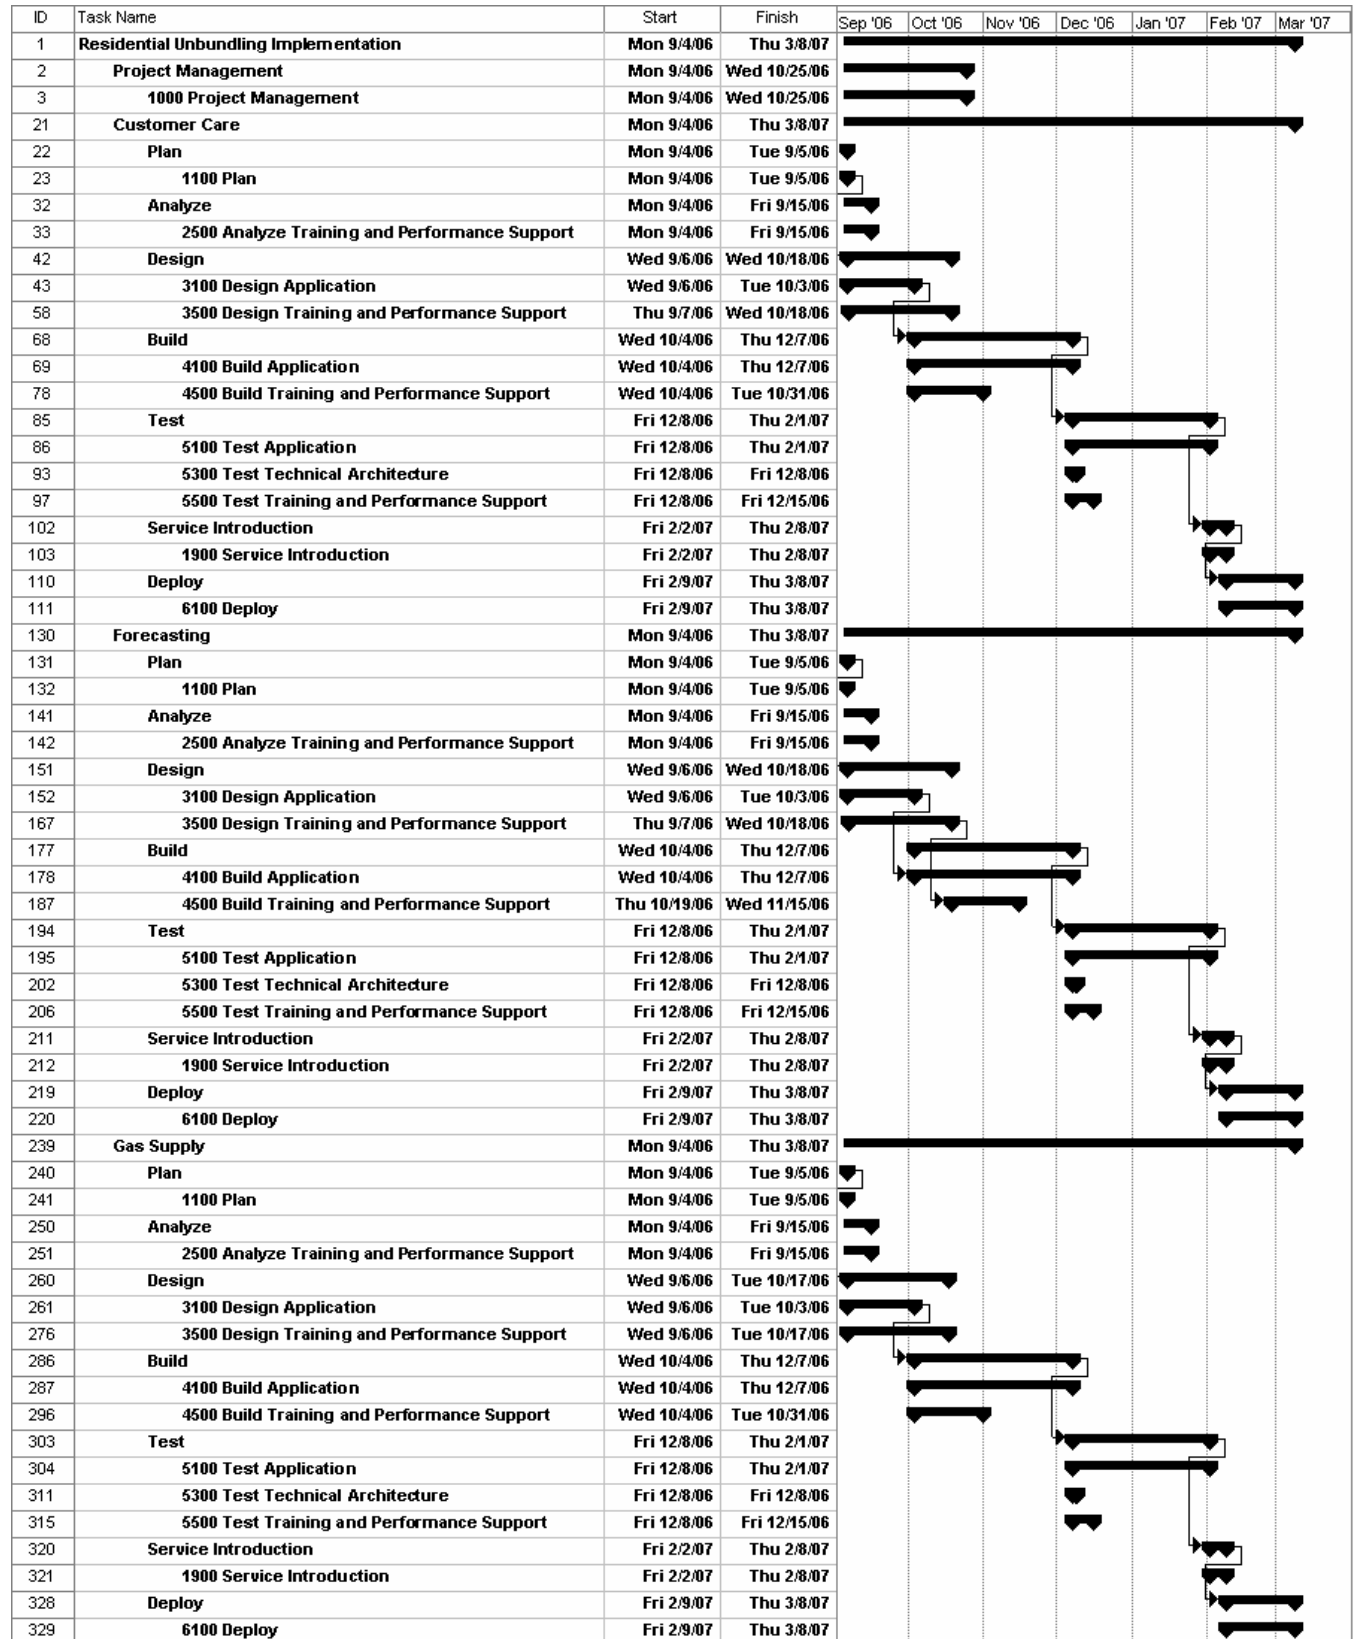 ID Task Name Start Finish Sep '06 Oct '06 Nov '06 Dec '06 Jan '07 Feb '07 Mar '07
1 Residential Unbundling Implementation Mon 9/4/06 Thu 3/8/07
2 Project Management Mon 9/4/06 Wed 10/25/06
3 1000 Project Management Mon 9/4/06 Wed 10/25/06
21 Customer Care Mon 9/4/06 Thu 3/8/07
22 Plan Mon 9/4/06 Tue 9/5/06
23 1100 Plan Mon 9/4/06 Tue 9/5/06
32 Analyze Mon 9/4/06 Fri 9/15/06
33 2500 Analyze Training and Performance Support Mon 9/4/06 Fri 9/15/06
42 Design Wed 9/6/06 Wed 10/18/06
43 3100 Design Application Wed 9/6/06 Tue 10/3/06
58 3500 Design Training and Performance Support Thu 9/7/06 Wed 10/18/06
68 Build Wed 10/4/06 Thu 12/7/06
69 4100 Build Application Wed 10/4/06 Thu 12/7/06
78 4500 Build Training and Performance Support Wed 10/4/06 Tue 10/31/06
85 Test Fri 12/8/06 Thu 2/1/07
86 5100 Test Application Fri 12/8/06 Thu 2/1/07
93 5300 Test Technical Architecture Fri 12/8/06 Fri 12/8/06
97 5500 Test Training and Performance Support Fri 12/8/06 Fri 12/15/06
102 Service Introduction Fri 2/2/07 Thu 2/8/07
103 1900 Service Introduction Fri 2/2/07 Thu 2/8/07
110 Deploy Fri 2/9/07 Thu 3/8/07
111 6100 Deploy Fri 2/9/07 Thu 3/8/07
130 Forecasting Mon 9/4/06 Thu 3/8/07
131 Plan Mon 9/4/06 Tue 9/5/06
132 1100 Plan Mon 9/4/06 Tue 9/5/06
141 Analyze Mon 9/4/06 Fri 9/15/06
142 2500 Analyze Training and Performance Support Mon 9/4/06 Fri 9/15/06
151 Design Wed 9/6/06 Wed 10/18/06
152 3100 Design Application Wed 9/6/06 Tue 10/3/06
167 3500 Design Training and Performance Support Thu 9/7/06 Wed 10/18/06
177 Build Wed 10/4/06 Thu 12/7/06
178 4100 Build Application Wed 10/4/06 Thu 12/7/06
187 4500 Build Training and Performance Support Thu 10/19/06 Wed 11/15/06
194 Test Fri 12/8/06 Thu 2/1/07
195 5100 Test Application Fri 12/8/06 Thu 2/1/07
202 5300 Test Technical Architecture Fri 12/8/06 Fri 12/8/06
206 5500 Test Training and Performance Support Fri 12/8/06 Fri 12/15/06
211 Service Introduction Fri 2/2/07 Thu 2/8/07
212 1900 Service Introduction Fri 2/2/07 Thu 2/8/07
219 Deploy Fri 2/9/07 Thu 3/8/07
220 6100 Deploy Fri 2/9/07 Thu 3/8/07
239 Gas Supply Mon 9/4/06 Thu 3/8/07
240 Plan Mon 9/4/06 Tue 9/5/06
241 1100 Plan Mon 9/4/06 Tue 9/5/06
250 Analyze Mon 9/4/06 Fri 9/15/06
251 2500 Analyze Training and Performance Support Mon 9/4/06 Fri 9/15/06
260 Design Wed 9/6/06 Tue 10/17/06
261 3100 Design Application Wed 9/6/06 Tue 10/3/06
276 3500 Design Training and Performance Support Wed 9/6/06 Tue 10/17/06
286 Build Wed 10/4/06 Thu 12/7/06
287 4100 Build Application Wed 10/4/06 Thu 12/7/06
296 4500 Build Training and Performance Support Wed 10/4/06 Tue 10/31/06
303 Test Fri 12/8/06 Thu 2/1/07
304 5100 Test Application Fri 12/8/06 Thu 2/1/07
311 5300 Test Technical Architecture Fri 12/8/06 Fri 12/8/06
315 5500 Test Training and Performance Support Fri 12/8/06 Fri 12/15/06
320 Service Introduction Fri 2/2/07 Thu 2/8/07
321 1900 Service Introduction Fri 2/2/07 Thu 2/8/07
328 Deploy Fri 2/9/07 Thu 3/8/07
329 6100 Deploy Fri 2/9/07 Thu 3/8/07